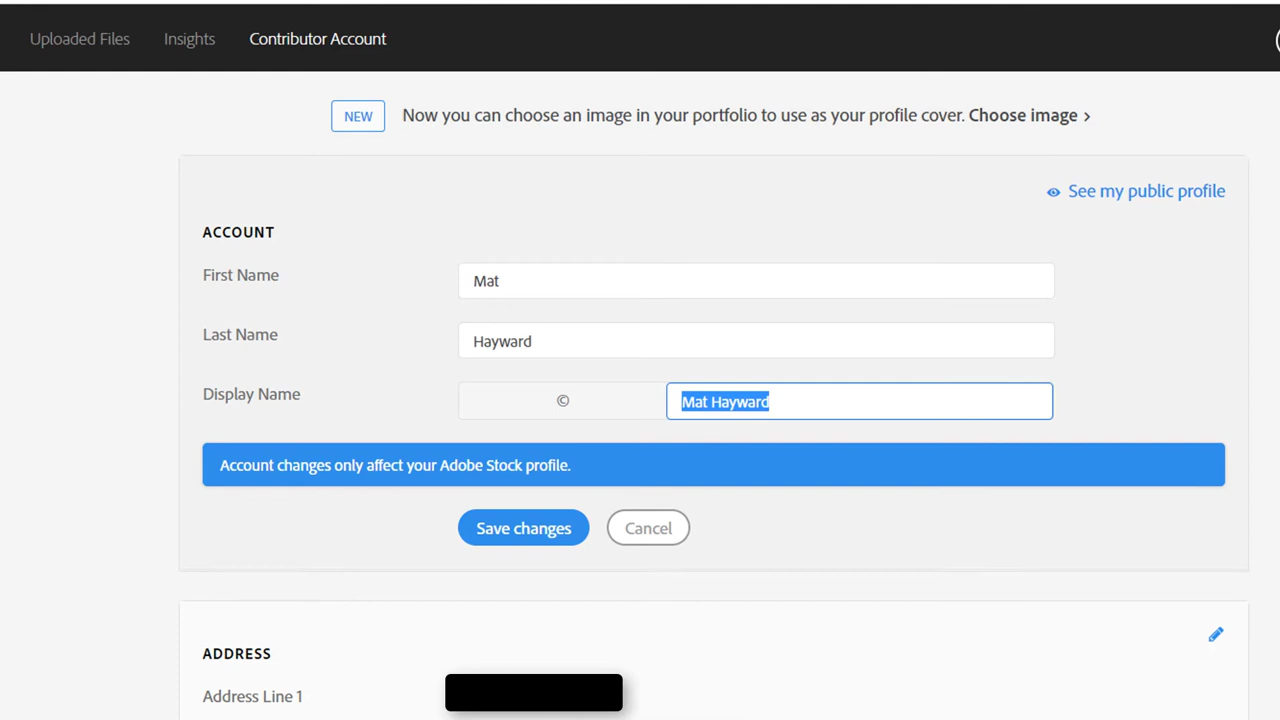 Uploaded Files Insights Contributor Account
NEW Now you can choose an image in your portfolio to use as your profile cover. Choose image ›
See my public profile
ACCOUNT
First Name Mat
Last Name Hayward
Display Name © Mat Hayward
Account changes only affect your Adobe Stock profile.
Save changes Cancel
ADDRESS
Address Line 1